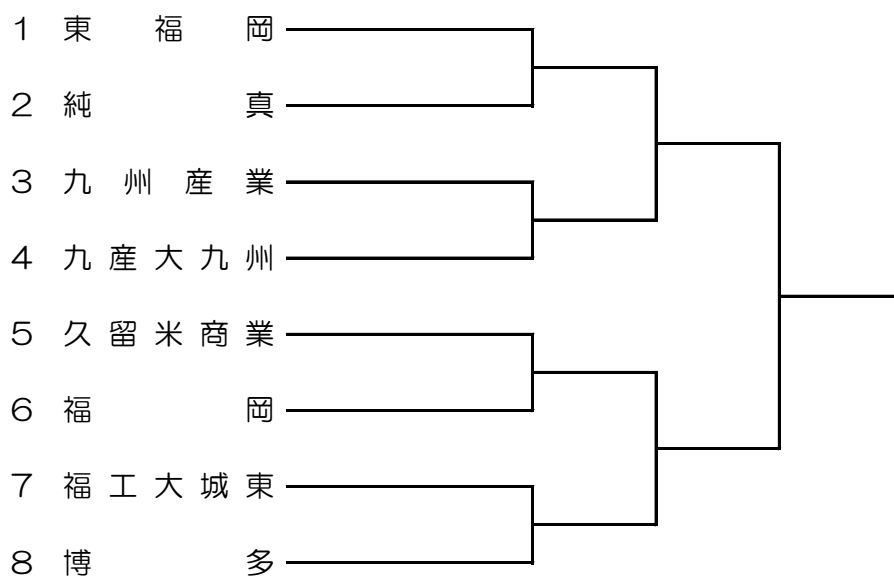 1 東福岡
2 純真
3 九州産業
4 九産大九州
5 久留米商業
6 福岡
7 福工大城東
8 博多